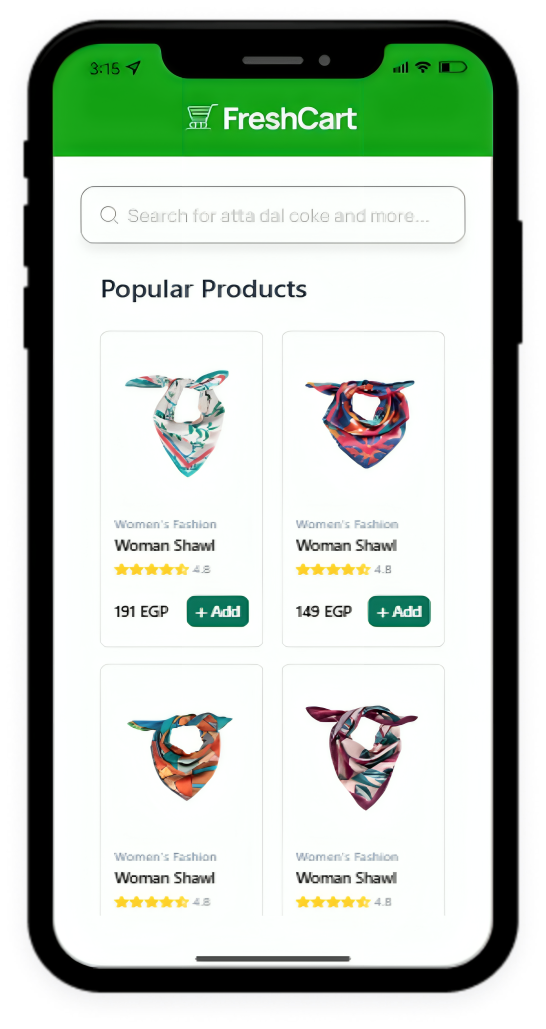 3:15
FreshCart
Search for atta dal coke and more...
Popular Products
Women's Fashion
Woman Shawl
4.8
191 EGP
+ Add
Women's Fashion
Woman Shawl
4.8
149 EGP
+ Add
Women's Fashion
Woman Shawl
4.8
Women's Fashion
Woman Shawl
4.8